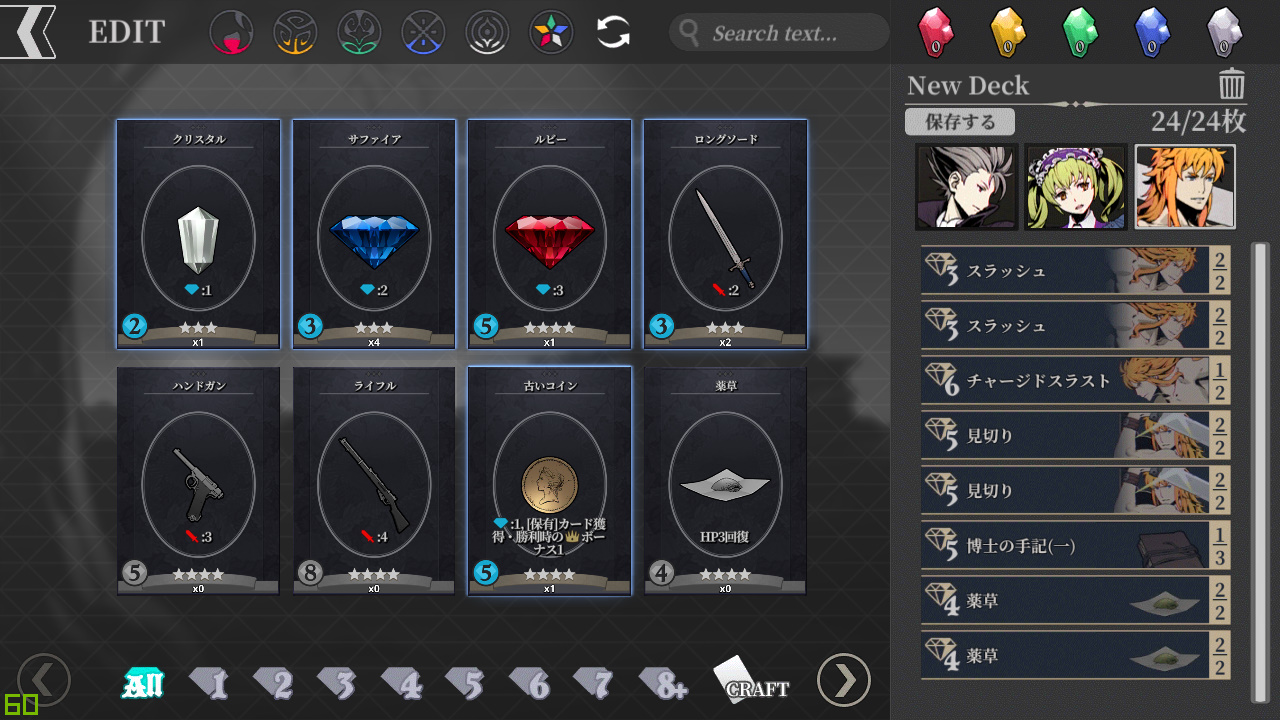 EDIT
Search text...
0
0
0
0
0
New Deck
保存する
24/24枚
クリスタル
:1
2
x1
サファイア
:2
3
x4
ルビー
:3
5
x1
ロングソード
:2
3
x2
ハンドガン
:3
5
x0
ライフル
:4
8
x0
古いコイン
:1, [保有]カード獲
得・勝利時のボー
ナス1
5
x1
薬草
HP3回復
4
x0
3 スラッシュ 2/2
3 スラッシュ 2/2
6 チャージドスラスト 1/2
5 見切り 2/2
5 見切り 2/2
5 博士の手記(一) 1/3
4 薬草 2/2
4 薬草 2/2
All 1 2 3 4 5 6 7 8+ CRAFT
60